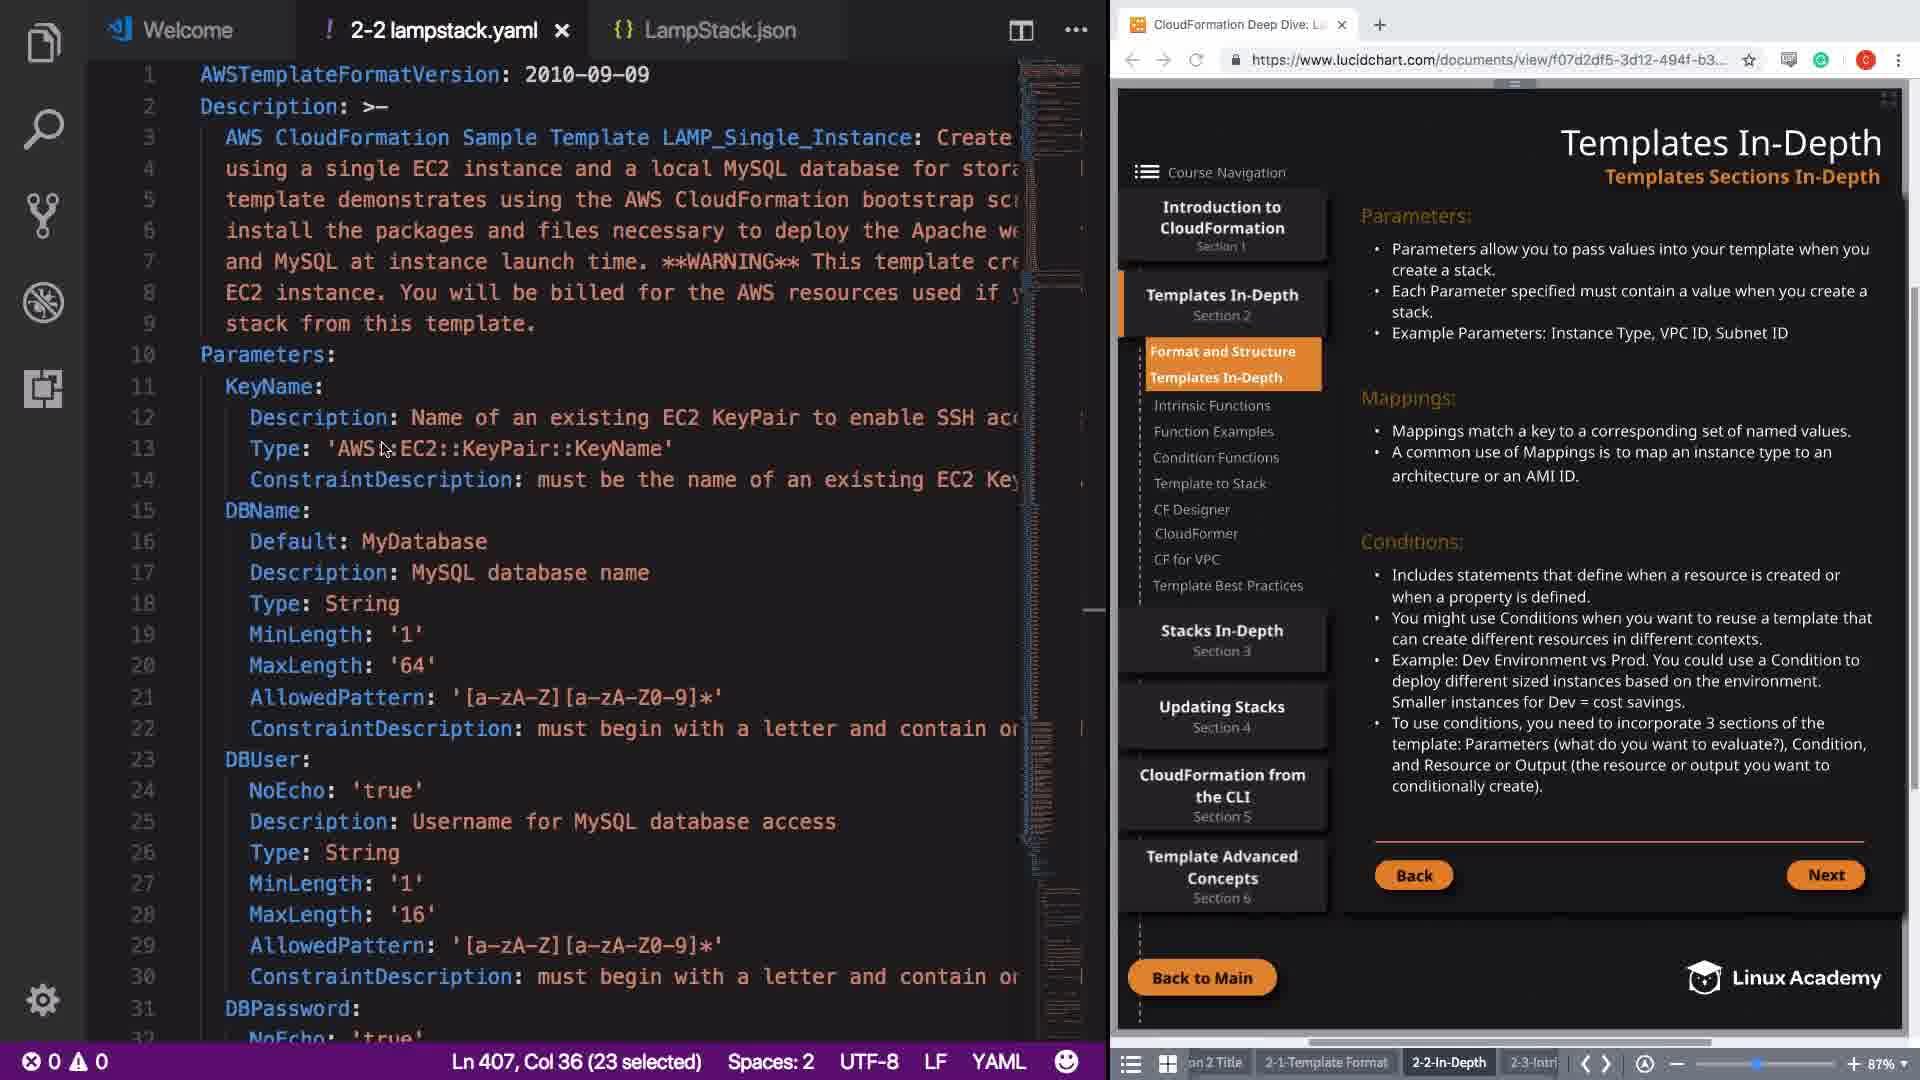 Welcome
! 2-2 lampstack.yaml ×
{} LampStack.json
1 AWSTemplateFormatVersion: 2010-09-09
2 Description: >-
3 AWS CloudFormation Sample Template LAMP_Single_Instance: Create
4 using a single EC2 instance and a local MySQL database for stora
5 template demonstrates using the AWS CloudFormation bootstrap scr
6 install the packages and files necessary to deploy the Apache we
7 and MySQL at instance launch time. **WARNING** This template cre
8 EC2 instance. You will be billed for the AWS resources used if y
9 stack from this template.
10 Parameters:
11 KeyName:
12 Description: Name of an existing EC2 KeyPair to enable SSH acc
13 Type: 'AWS::EC2::KeyPair::KeyName'
14 ConstraintDescription: must be the name of an existing EC2 Key
15 DBName:
16 Default: MyDatabase
17 Description: MySQL database name
18 Type: String
19 MinLength: '1'
20 MaxLength: '64'
21 AllowedPattern: '[a-zA-Z][a-zA-Z0-9]*'
22 ConstraintDescription: must begin with a letter and contain on
23 DBUser:
24 NoEcho: 'true'
25 Description: Username for MySQL database access
26 Type: String
27 MinLength: '1'
28 MaxLength: '16'
29 AllowedPattern: '[a-zA-Z][a-zA-Z0-9]*'
30 ConstraintDescription: must begin with a letter and contain on
31 DBPassword:
32 NoEcho: 'true'
0 0
Ln 407, Col 36 (23 selected)
Spaces: 2
UTF-8
LF
YAML
CloudFormation Deep Dive: La
https://www.lucidchart.com/documents/view/f07d2df5-3d12-494f-b3...
C
Templates In-Depth
Templates Sections In-Depth
Course Navigation
Introduction to
CloudFormation
Section 1
Templates In-Depth
Section 2
Format and Structure
Templates In-Depth
Intrinsic Functions
Function Examples
Condition Functions
Template to Stack
CF Designer
CloudFormer
CF for VPC
Template Best Practices
Stacks In-Depth
Section 3
Updating Stacks
Section 4
CloudFormation from
the CLI
Section 5
Template Advanced
Concepts
Section 6
Back to Main
Parameters:
• Parameters allow you to pass values into your template when you
create a stack.
• Each Parameter specified must contain a value when you create a
stack.
• Example Parameters: Instance Type, VPC ID, Subnet ID
Mappings:
• Mappings match a key to a corresponding set of named values.
• A common use of Mappings is to map an instance type to an
architecture or an AMI ID.
Conditions:
• Includes statements that define when a resource is created or
when a property is defined.
• You might use Conditions when you want to reuse a template that
can create different resources in different contexts.
• Example: Dev Environment vs Prod. You could use a Condition to
deploy different sized instances based on the environment.
Smaller instances for Dev = cost savings.
• To use conditions, you need to incorporate 3 sections of the
template: Parameters (what do you want to evaluate?), Condition,
and Resource or Output (the resource or output you want to
conditionally create).
Back
Next
Linux Academy
on 2 Title
2-1-Template Format
2-2-In-Depth
2-3-Intri
87%